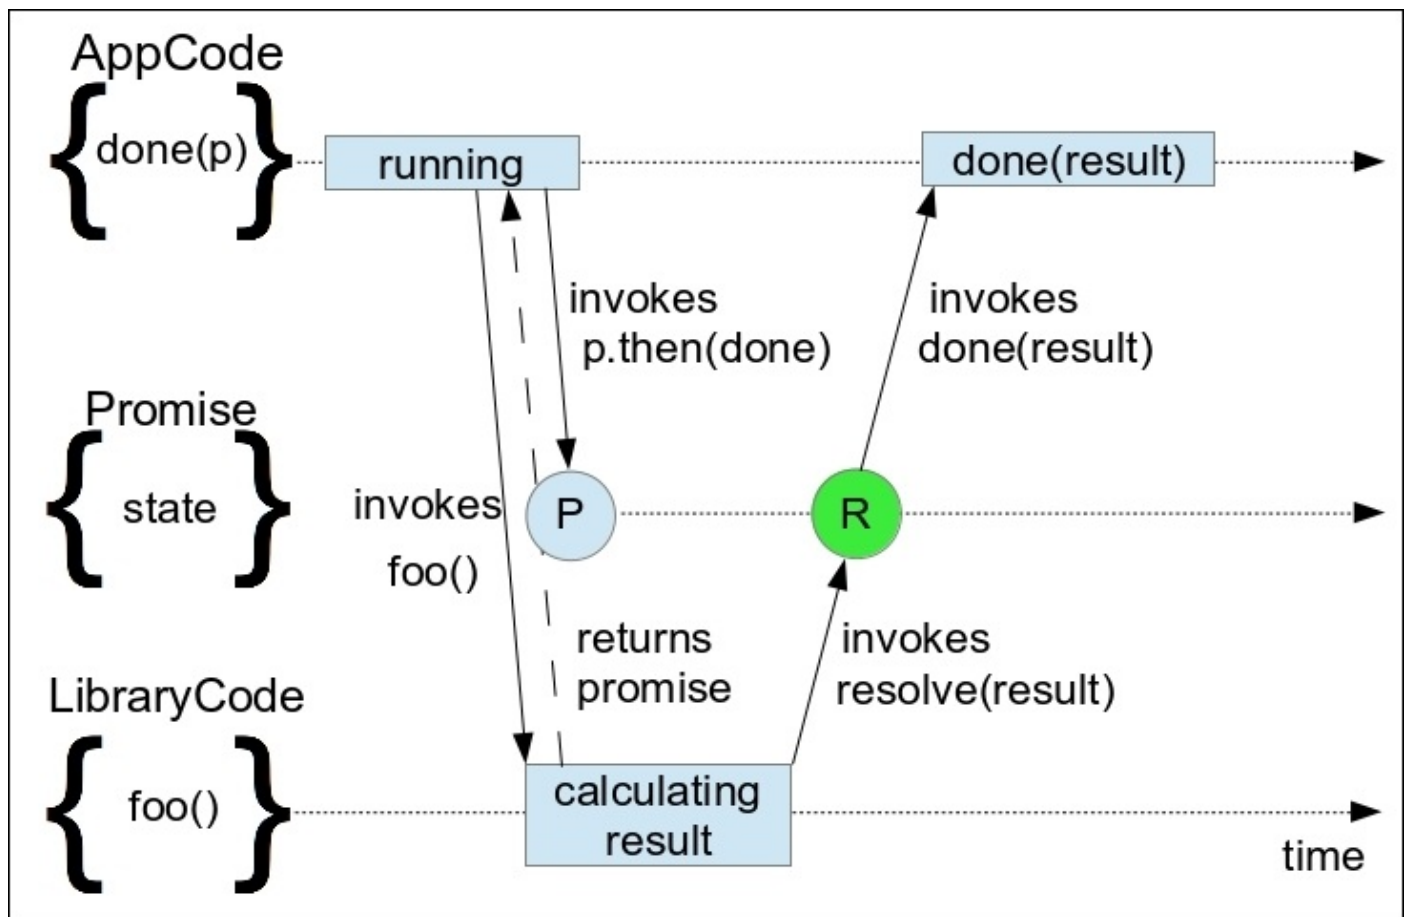 AppCode
{ done(p) }
running
done(result)
invokes
p.then(done)
invokes
done(result)
Promise
{ state }
invokes
foo()
P
R
returns
promise
invokes
resolve(result)
LibraryCode
{ foo() }
calculating
result
time